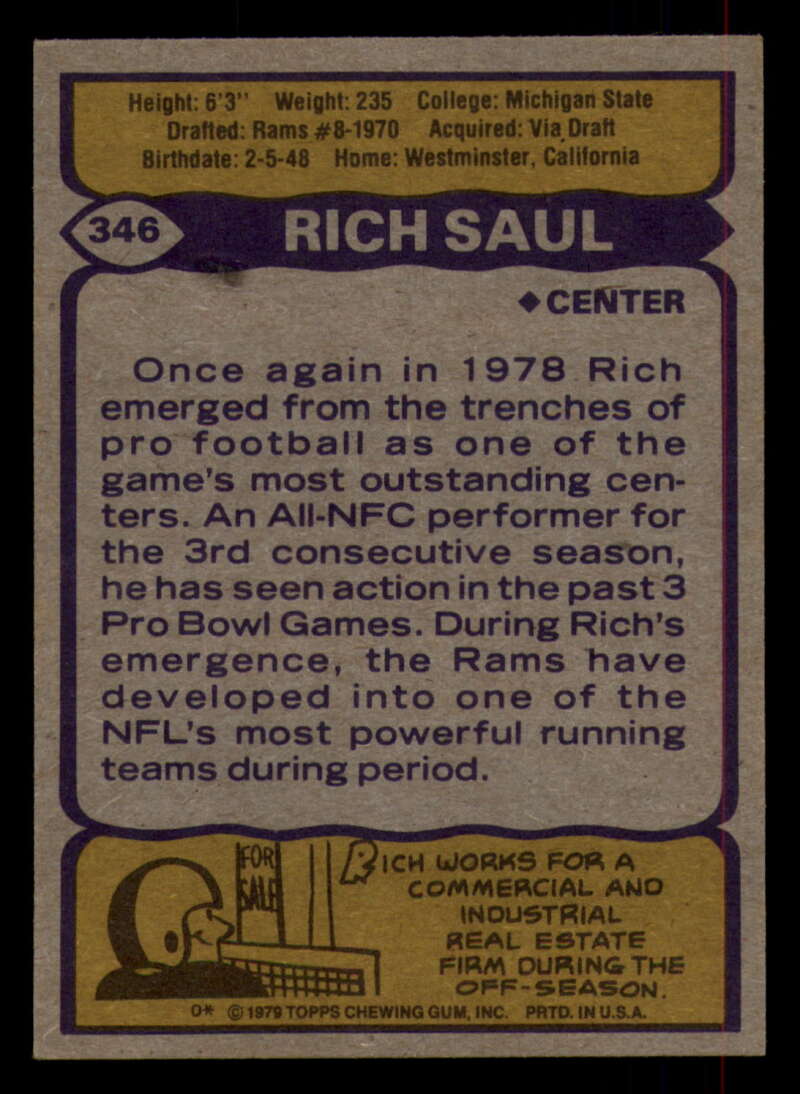 Height: 6'3" Weight: 235 College: Michigan State
Drafted: Rams #8-1970 Acquired: Via Draft
Birthdate: 2-5-48 Home: Westminster, California
346 RICH SAUL
◆CENTER
Once again in 1978 Rich
emerged from the trenches of
pro football as one of the
game's most outstanding cen-
ters. An All-NFC performer for
the 3rd consecutive season,
he has seen action in the past 3
Pro Bowl Games. During Rich's
emergence, the Rams have
developed into one of the
NFL's most powerful running
teams during period.
FOR
SALE
RICH WORKS FOR A
COMMERCIAL AND
INDUSTRIAL
REAL ESTATE
FIRM DURING THE
OFF-SEASON.
O* © 1979 TOPPS CHEWING GUM, INC. PRTD. IN U.S.A.